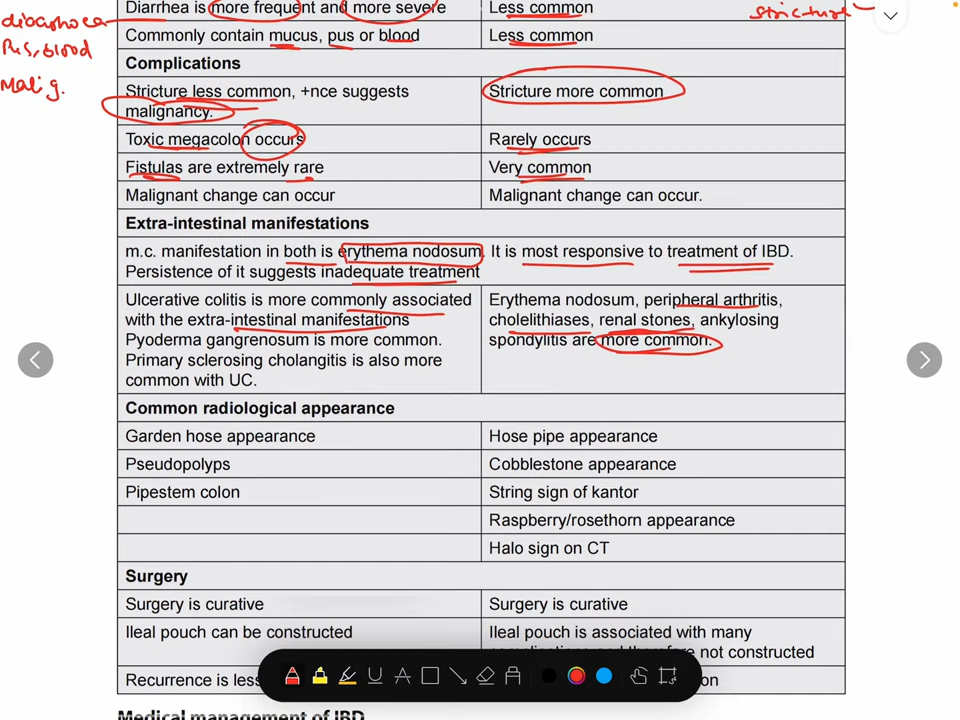 Diarrhea is more frequent and more severe
Less common
stricture
diarrhoea
Commonly contain mucus, pus or blood
Less common
Pus, Blood
Complications
Malig.
Stricture less common, +nce suggests
malignancy.
Stricture more common
Toxic megacolon occurs
Rarely occurs
Fistulas are extremely rare
Very common
Malignant change can occur
Malignant change can occur.
Extra-intestinal manifestations
m.c. manifestation in both is erythema nodosum. It is most responsive to treatment of IBD.
Persistence of it suggests inadequate treatment
Ulcerative colitis is more commonly associated
with the extra-intestinal manifestations
Pyoderma gangrenosum is more common.
Primary sclerosing cholangitis is also more
common with UC.
Erythema nodosum, peripheral arthritis,
cholelithiases, renal stones, ankylosing
spondylitis are more common.
Common radiological appearance
Garden hose appearance
Hose pipe appearance
Pseudopolyps
Cobblestone appearance
Pipestem colon
String sign of kantor
Raspberry/rosethorn appearance
Halo sign on CT
Surgery
Surgery is curative
Surgery is curative
Ileal pouch can be constructed
Ileal pouch is associated with many
not constructed
Recurrence is less
Medical management of IBD